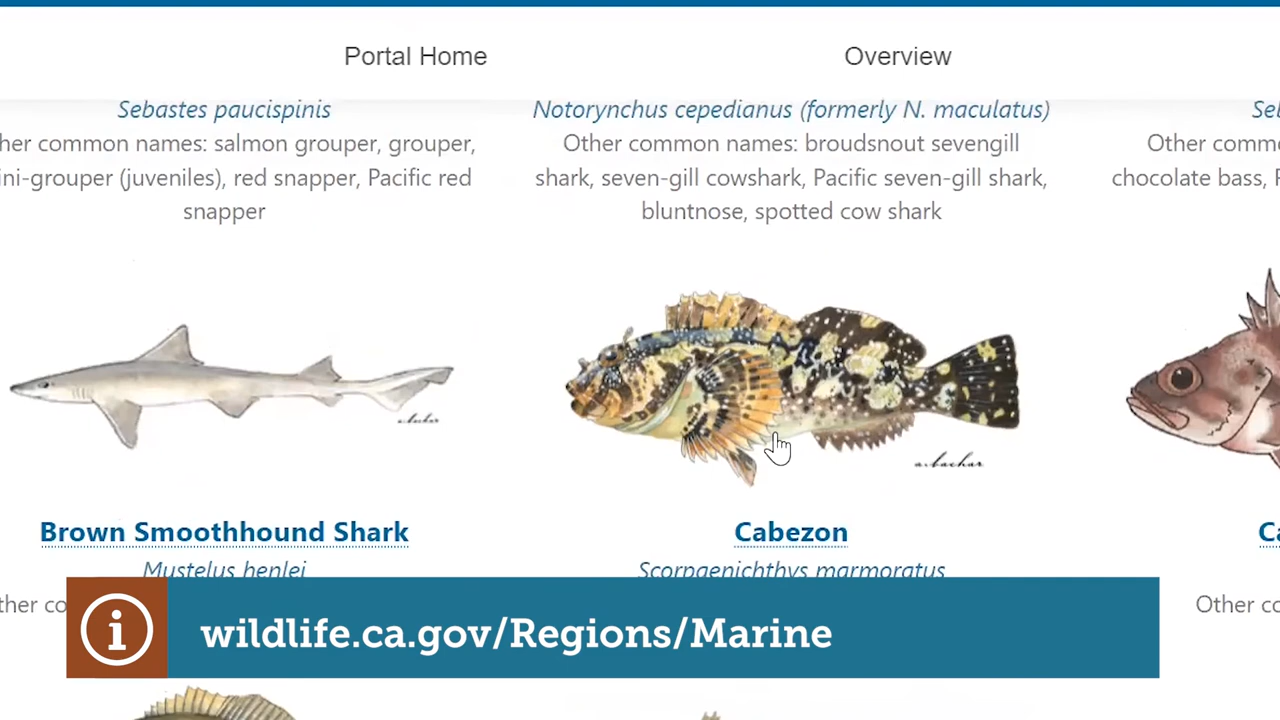 Portal Home
Overview
Sebastes paucispinis
her common names: salmon grouper, grouper,
ini-grouper (juveniles), red snapper, Pacific red
snapper
Notorynchus cepedianus (formerly N. maculatus)
Other common names: broudsnout sevengill
shark, seven-gill cowshark, Pacific seven-gill shark,
bluntnose, spotted cow shark
Other comm
chocolate bass,
a.bachar
a.bachar
Brown Smoothhound Shark
Mustelus henlei
ther co
Cabezon
Scorpaenichthys marmoratus
Ca
Other co
wildlife.ca.gov/Regions/Marine